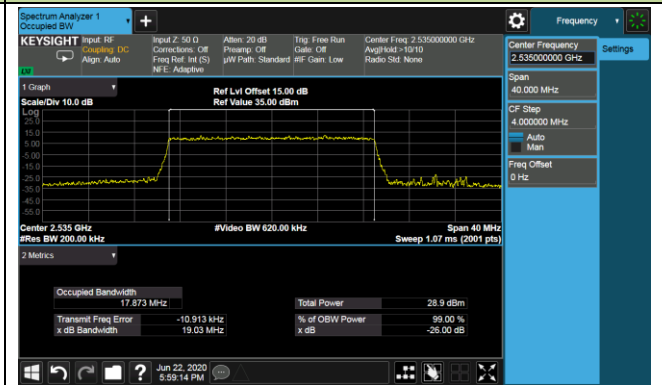 Spectrum Analyzer 1
Occupied BW
Frequency
KEYSIGHT
Input: RF
Coupling: DC
Align: Auto
Input Z: 50 Ω
Corrections: Off
Freq Ref: Int (S)
NFE: Adaptive
Atten: 20 dB
Preamp: Off
µW Path: Standard
Trig: Free Run
Gate: Off
#IF Gain: Low
Center Freq: 2.535000000 GHz
Avg|Hold:>10/10
Radio Std: None
Center Frequency
2.535000000 GHz
Settings
Span
40.000 MHz
CF Step
4.000000 MHz
Auto
Man
Freq Offset
0 Hz
1 Graph
Scale/Div 10.0 dB
Ref Lvl Offset 15.00 dB
Ref Value 35.00 dBm
Log
25.0
15.0
5.00
-5.00
-15.0
-25.0
-35.0
-45.0
-55.0
Center 2.535 GHz
#Video BW 620.00 kHz
Span 40 MHz
#Res BW 200.00 kHz
Sweep 1.07 ms (2001 pts)
2 Metrics
Occupied Bandwidth
17.873 MHz
Total Power 28.9 dBm
Transmit Freq Error -10.913 kHz
% of OBW Power 99.00 %
x dB Bandwidth 19.03 MHz
x dB -26.00 dB
?
Jun 22, 2020
5:59:14 PM